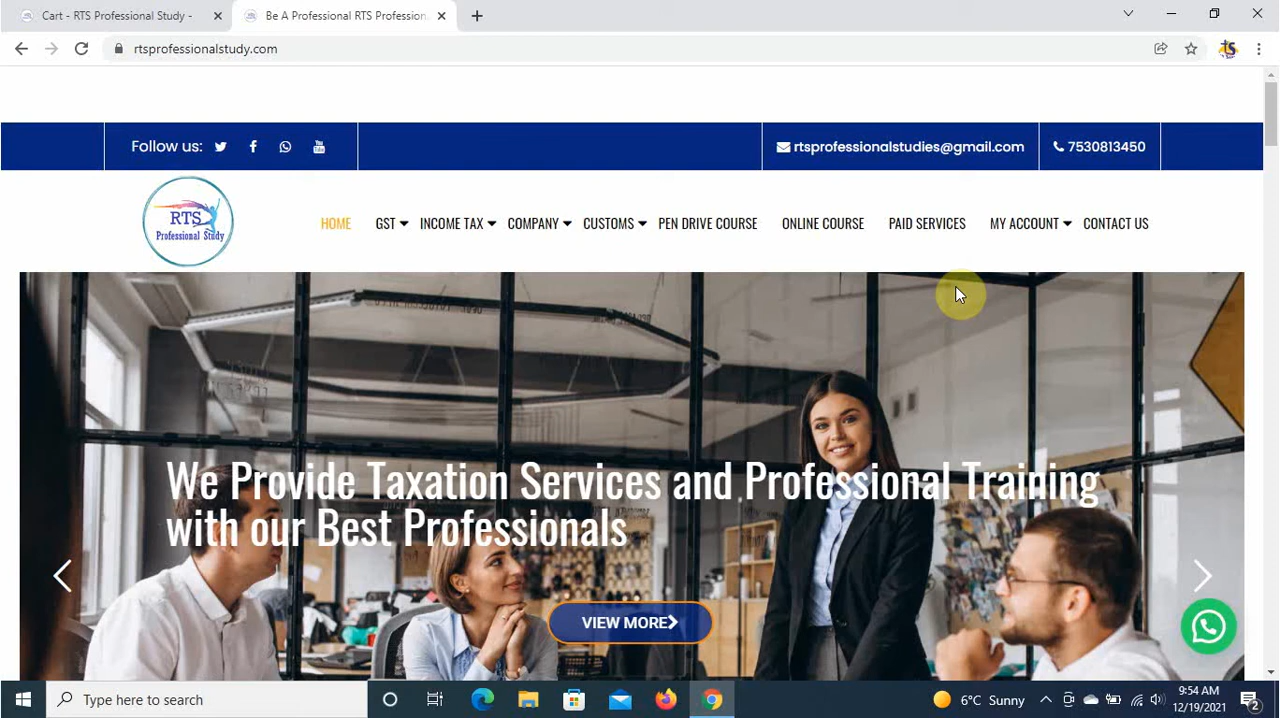 Cart - RTS Professional Study -
Be A Professional RTS Profession
rtsprofessionalstudy.com
Follow us:
rtsprofessionalstudies@gmail.com
7530813450
RTS
Professional Study
HOME GST INCOME TAX COMPANY CUSTOMS PEN DRIVE COURSE ONLINE COURSE PAID SERVICES MY ACCOUNT CONTACT US
We Provide Taxation Services and Professional Training
with our Best Professionals
VIEW MORE
Type here to search
6°C Sunny
9:54 AM
12/19/2021
2